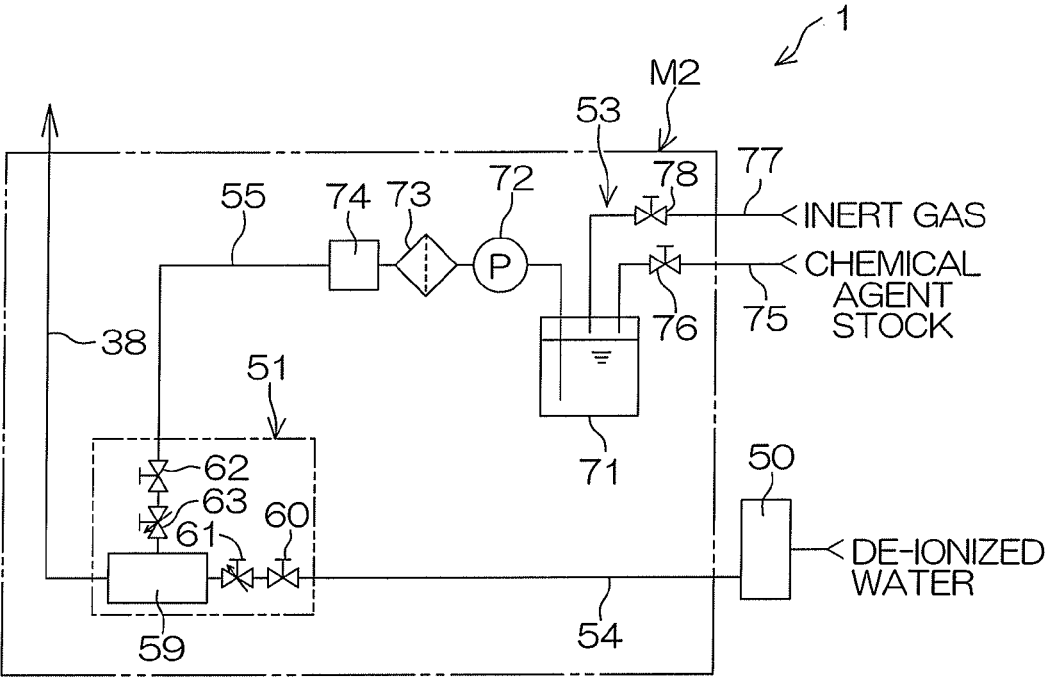 1
M2
53
72
78
77
55
74
73
INERT GAS
P
CHEMICAL
AGENT
STOCK
76
75
38
51
71
62
50
63
60
61
DE-IONIZED
WATER
59
54